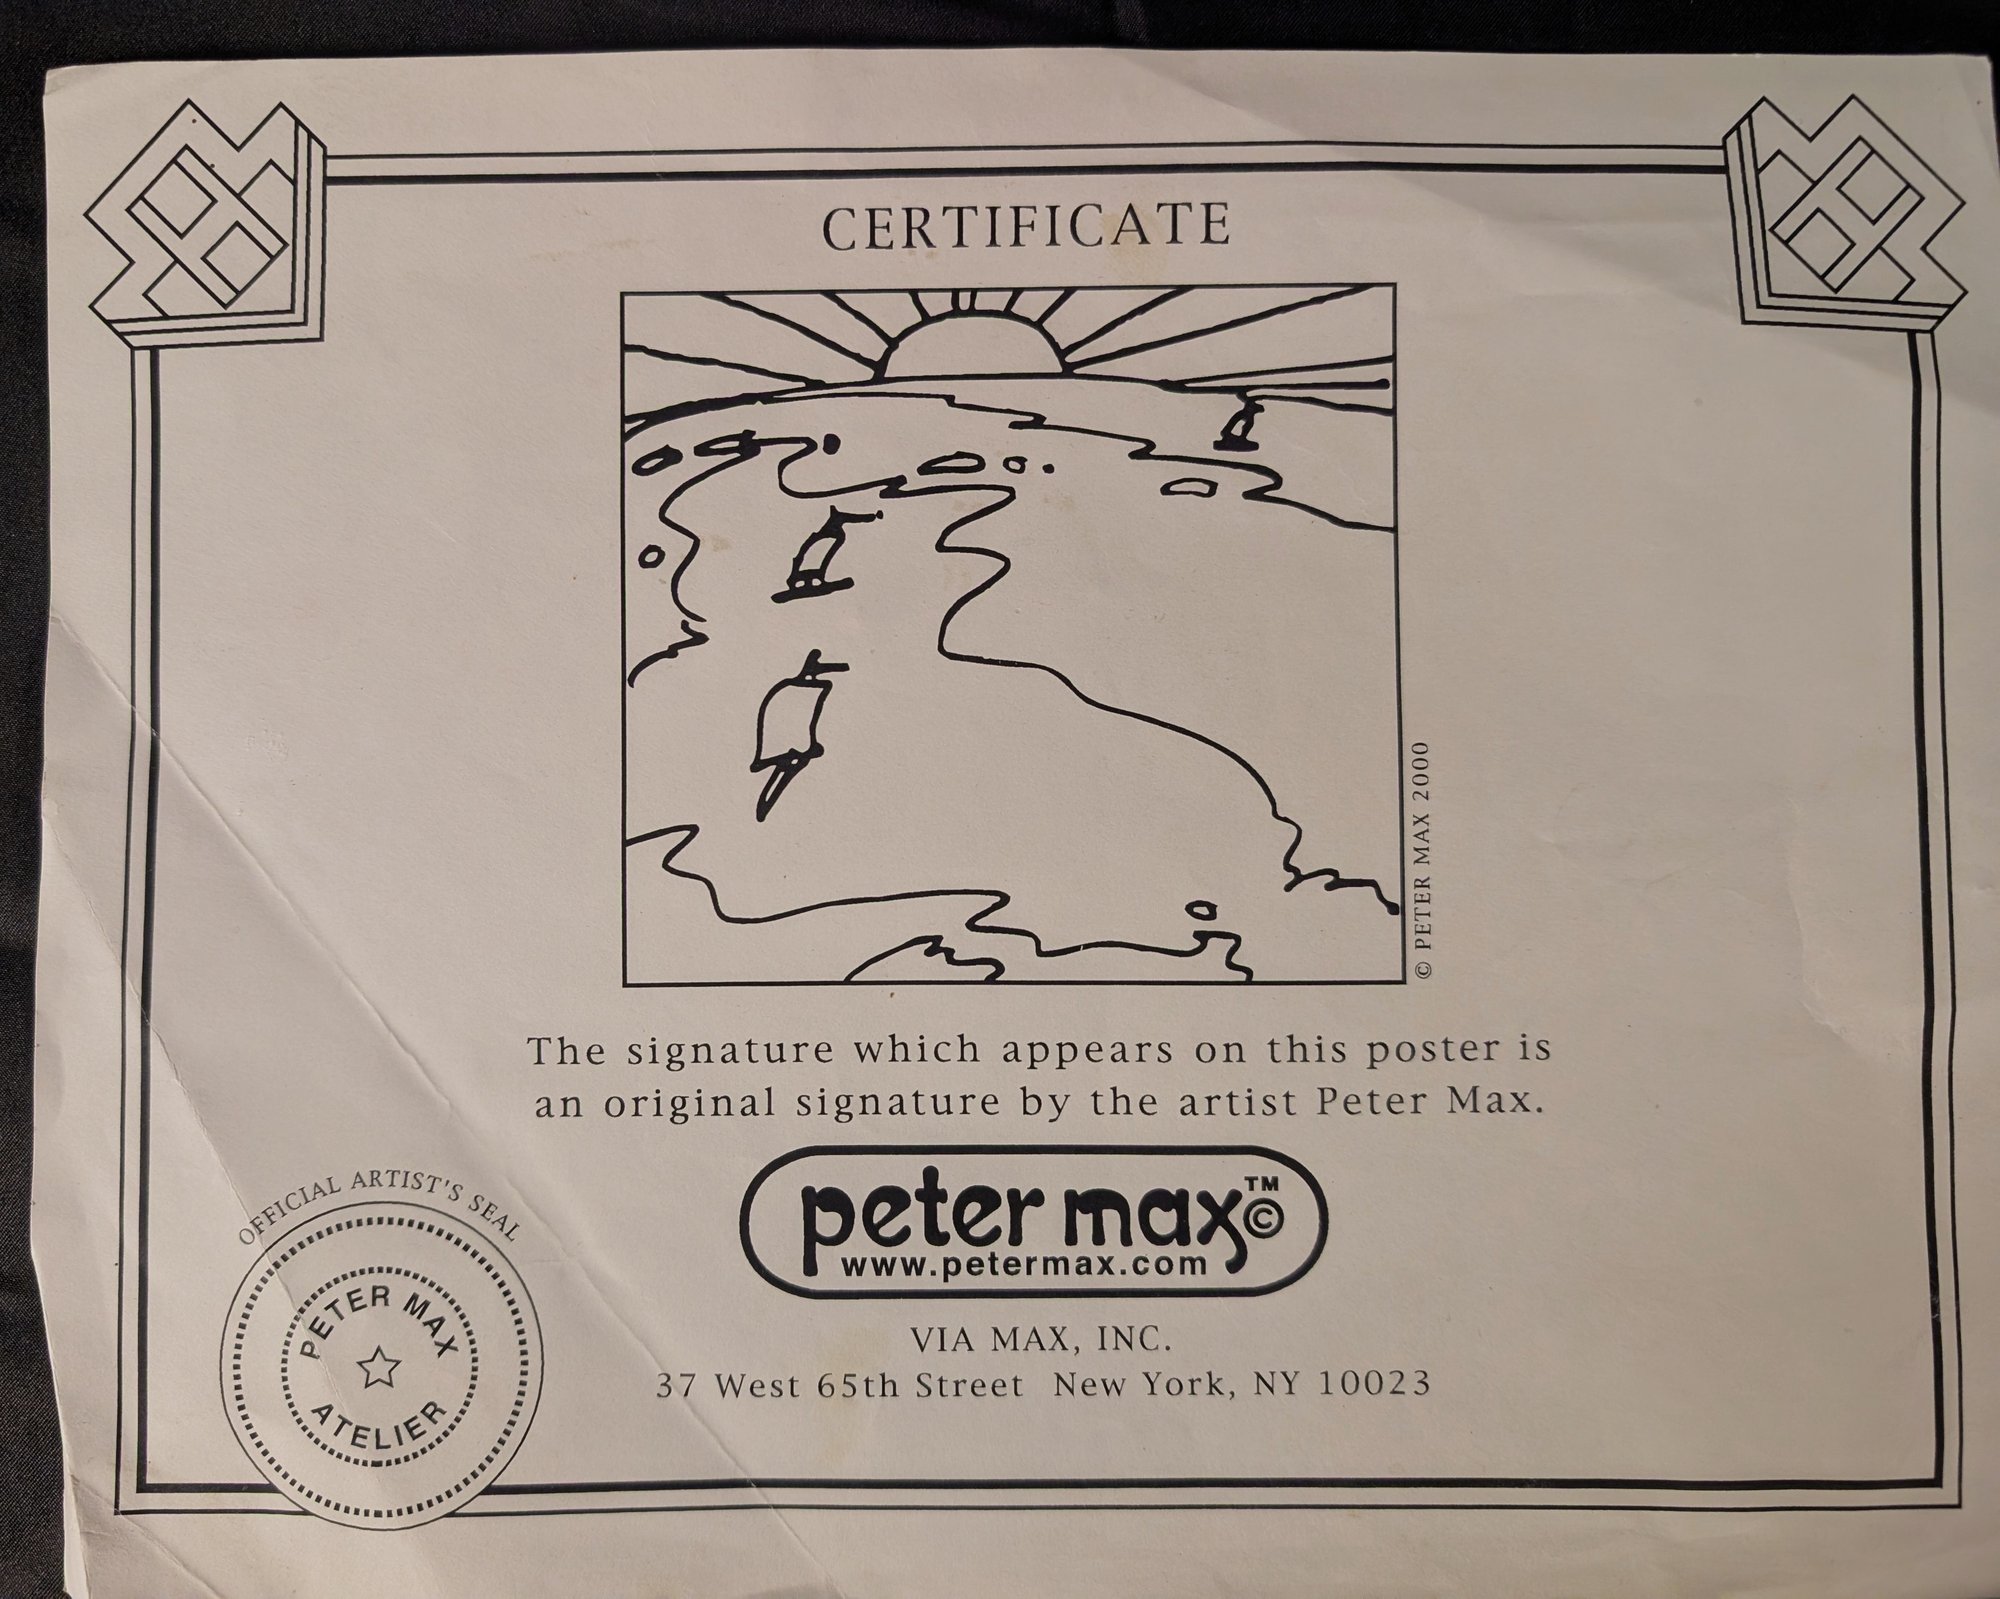 CERTIFICATE
© PETER MAX 2000
The signature which appears on this poster is
an original signature by the artist Peter Max.
peter max™©
www.petermax.com
VIA MAX, INC.
37 West 65th Street New York, NY 10023
OFFICIAL ARTIST'S SEAL
PETER MAX
ATELIER